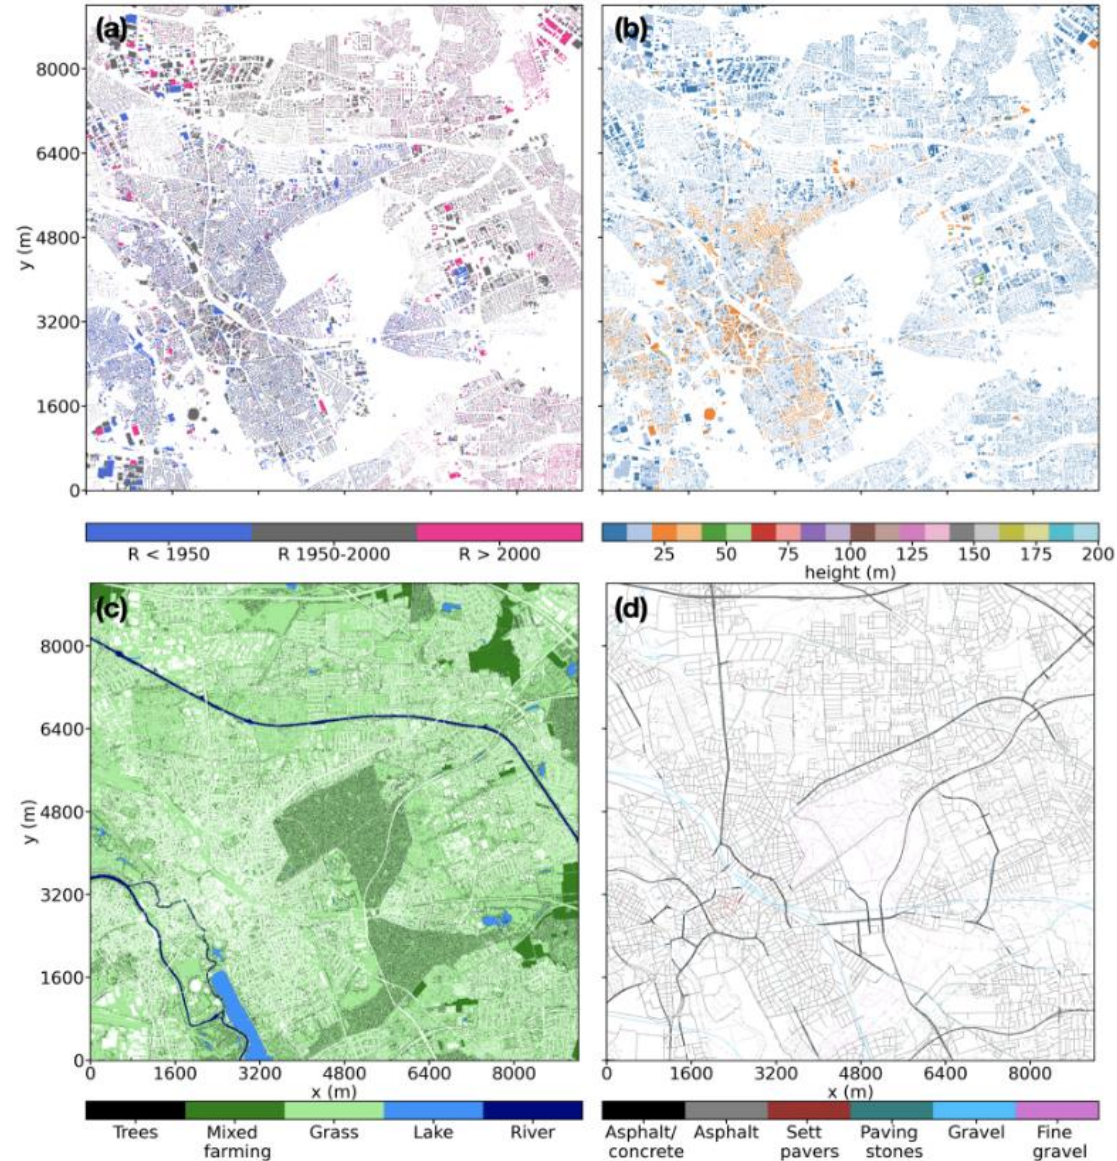 (a)
(b)
8000
6400
4800
3200
1600
0
y (m)
R < 1950
R 1950-2000
R > 2000
25
50
75
100
125
150
175
200
height (m)
(c)
(d)
8000
6400
4800
3200
1600
0
y (m)
0
1600
3200
4800
6400
8000
x (m)
0
1600
3200
4800
6400
8000
x (m)
Trees
Mixed
farming
Grass
Lake
River
Asphalt/
concrete
Asphalt
Sett
pavers
Paving
stones
Gravel
Fine
gravel